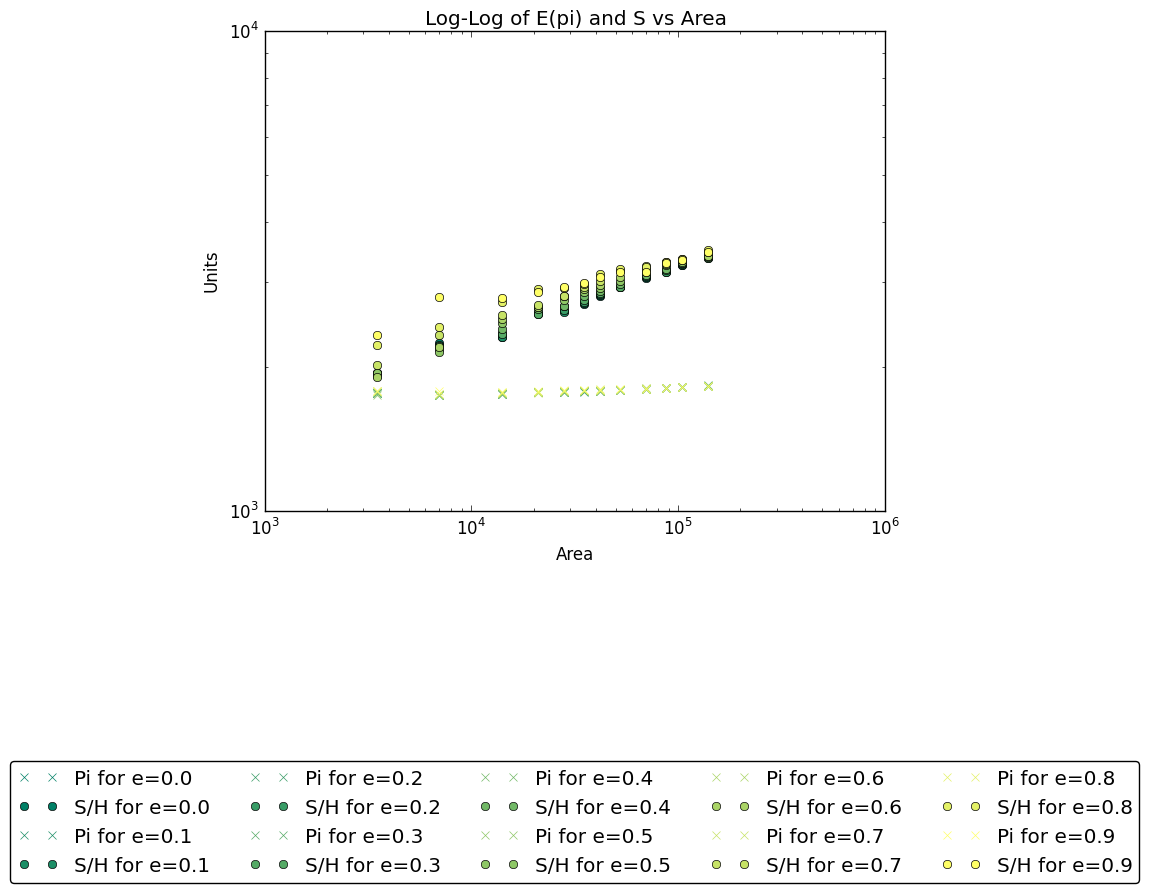 Log-Log of E(pi) and S vs Area
10^4
Units
10^3
10^3 10^4 10^5 10^6
Area
Pi for e=0.0 Pi for e=0.2 Pi for e=0.4 Pi for e=0.6 Pi for e=0.8
S/H for e=0.0 S/H for e=0.2 S/H for e=0.4 S/H for e=0.6 S/H for e=0.8
Pi for e=0.1 Pi for e=0.3 Pi for e=0.5 Pi for e=0.7 Pi for e=0.9
S/H for e=0.1 S/H for e=0.3 S/H for e=0.5 S/H for e=0.7 S/H for e=0.9